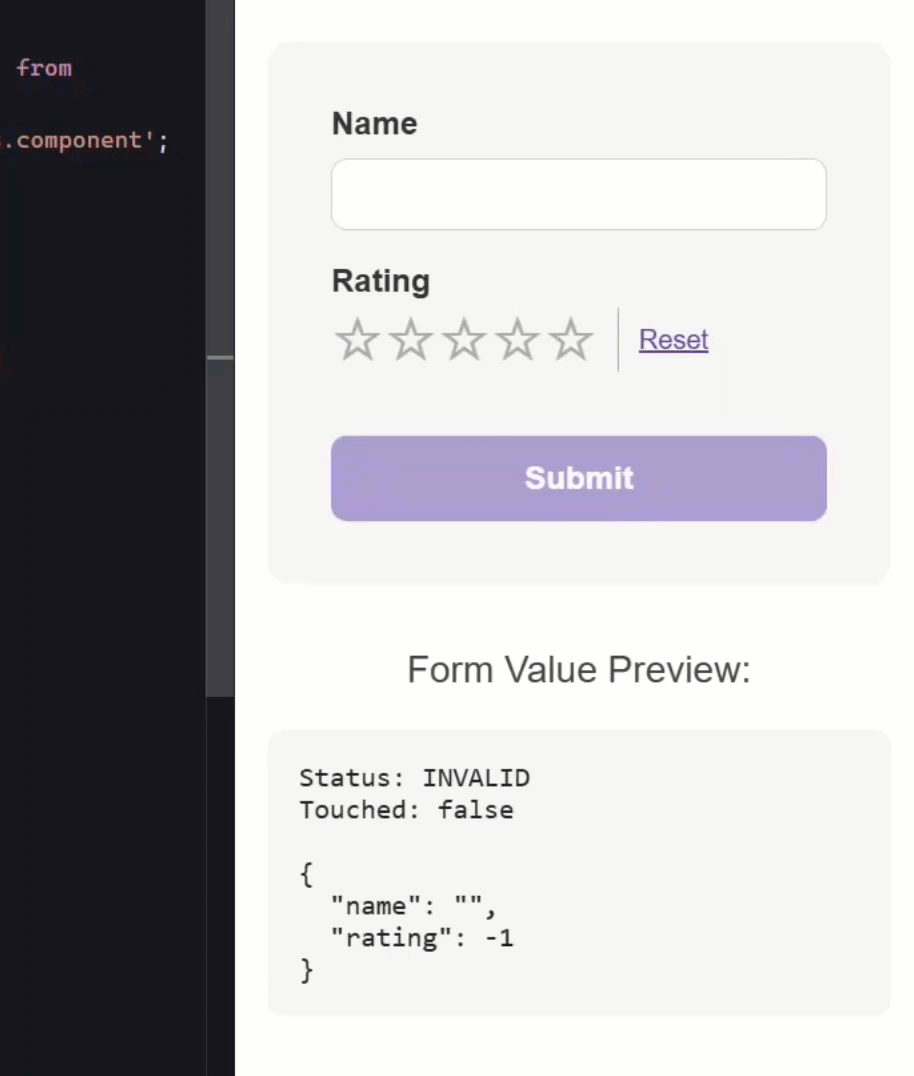 from
.component';
Name
Rating
Reset
Submit
Form Value Preview:
Status: INVALID
Touched: false
{
"name": "",
"rating": -1
}